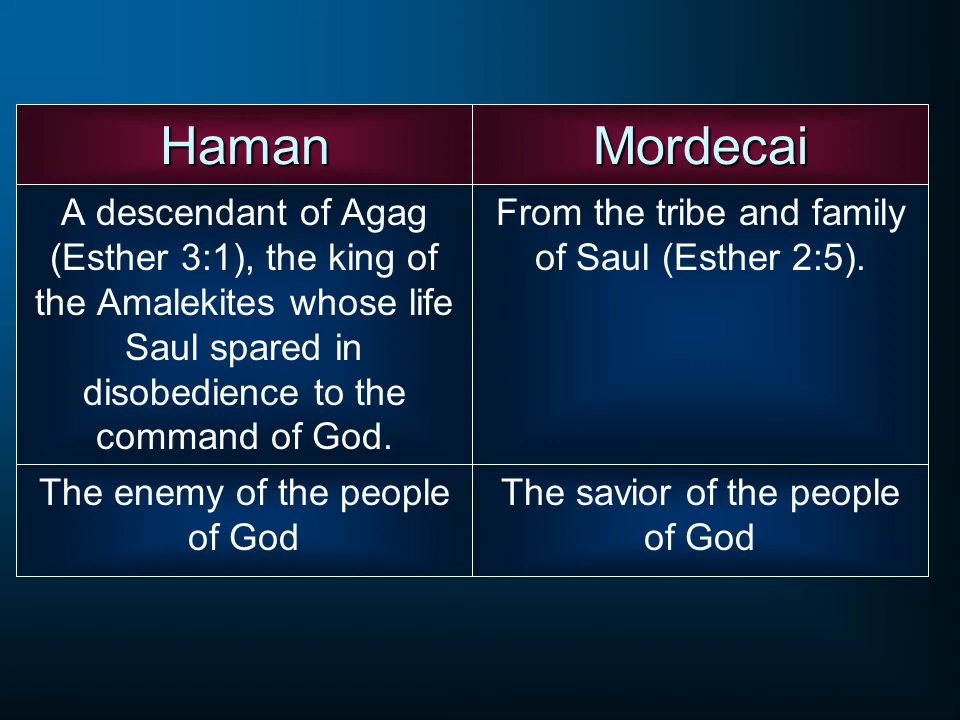 Haman
Mordecai
A descendant of Agag
(Esther 3:1), the king of
the Amalekites whose life
Saul spared in
disobedience to the
command of God.
From the tribe and family
of Saul (Esther 2:5).
The enemy of the people
of God
The savior of the people
of God